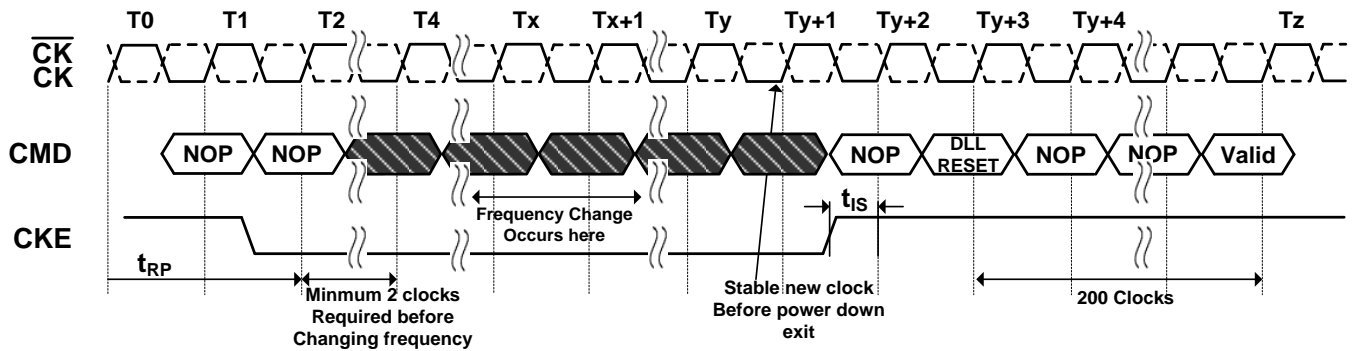 T0 T1 T2 T4 Tx Tx+1 Ty Ty+1 Ty+2 Ty+3 Ty+4 Tz
CK
CK
CMD
NOP NOP NOP DLL RESET NOP NOP Valid
CKE
tIS
Frequency Change
Occurs here
tRP
Minmum 2 clocks
Required before
Changing frequency
Stable new clock
Before power down
exit
200 Clocks